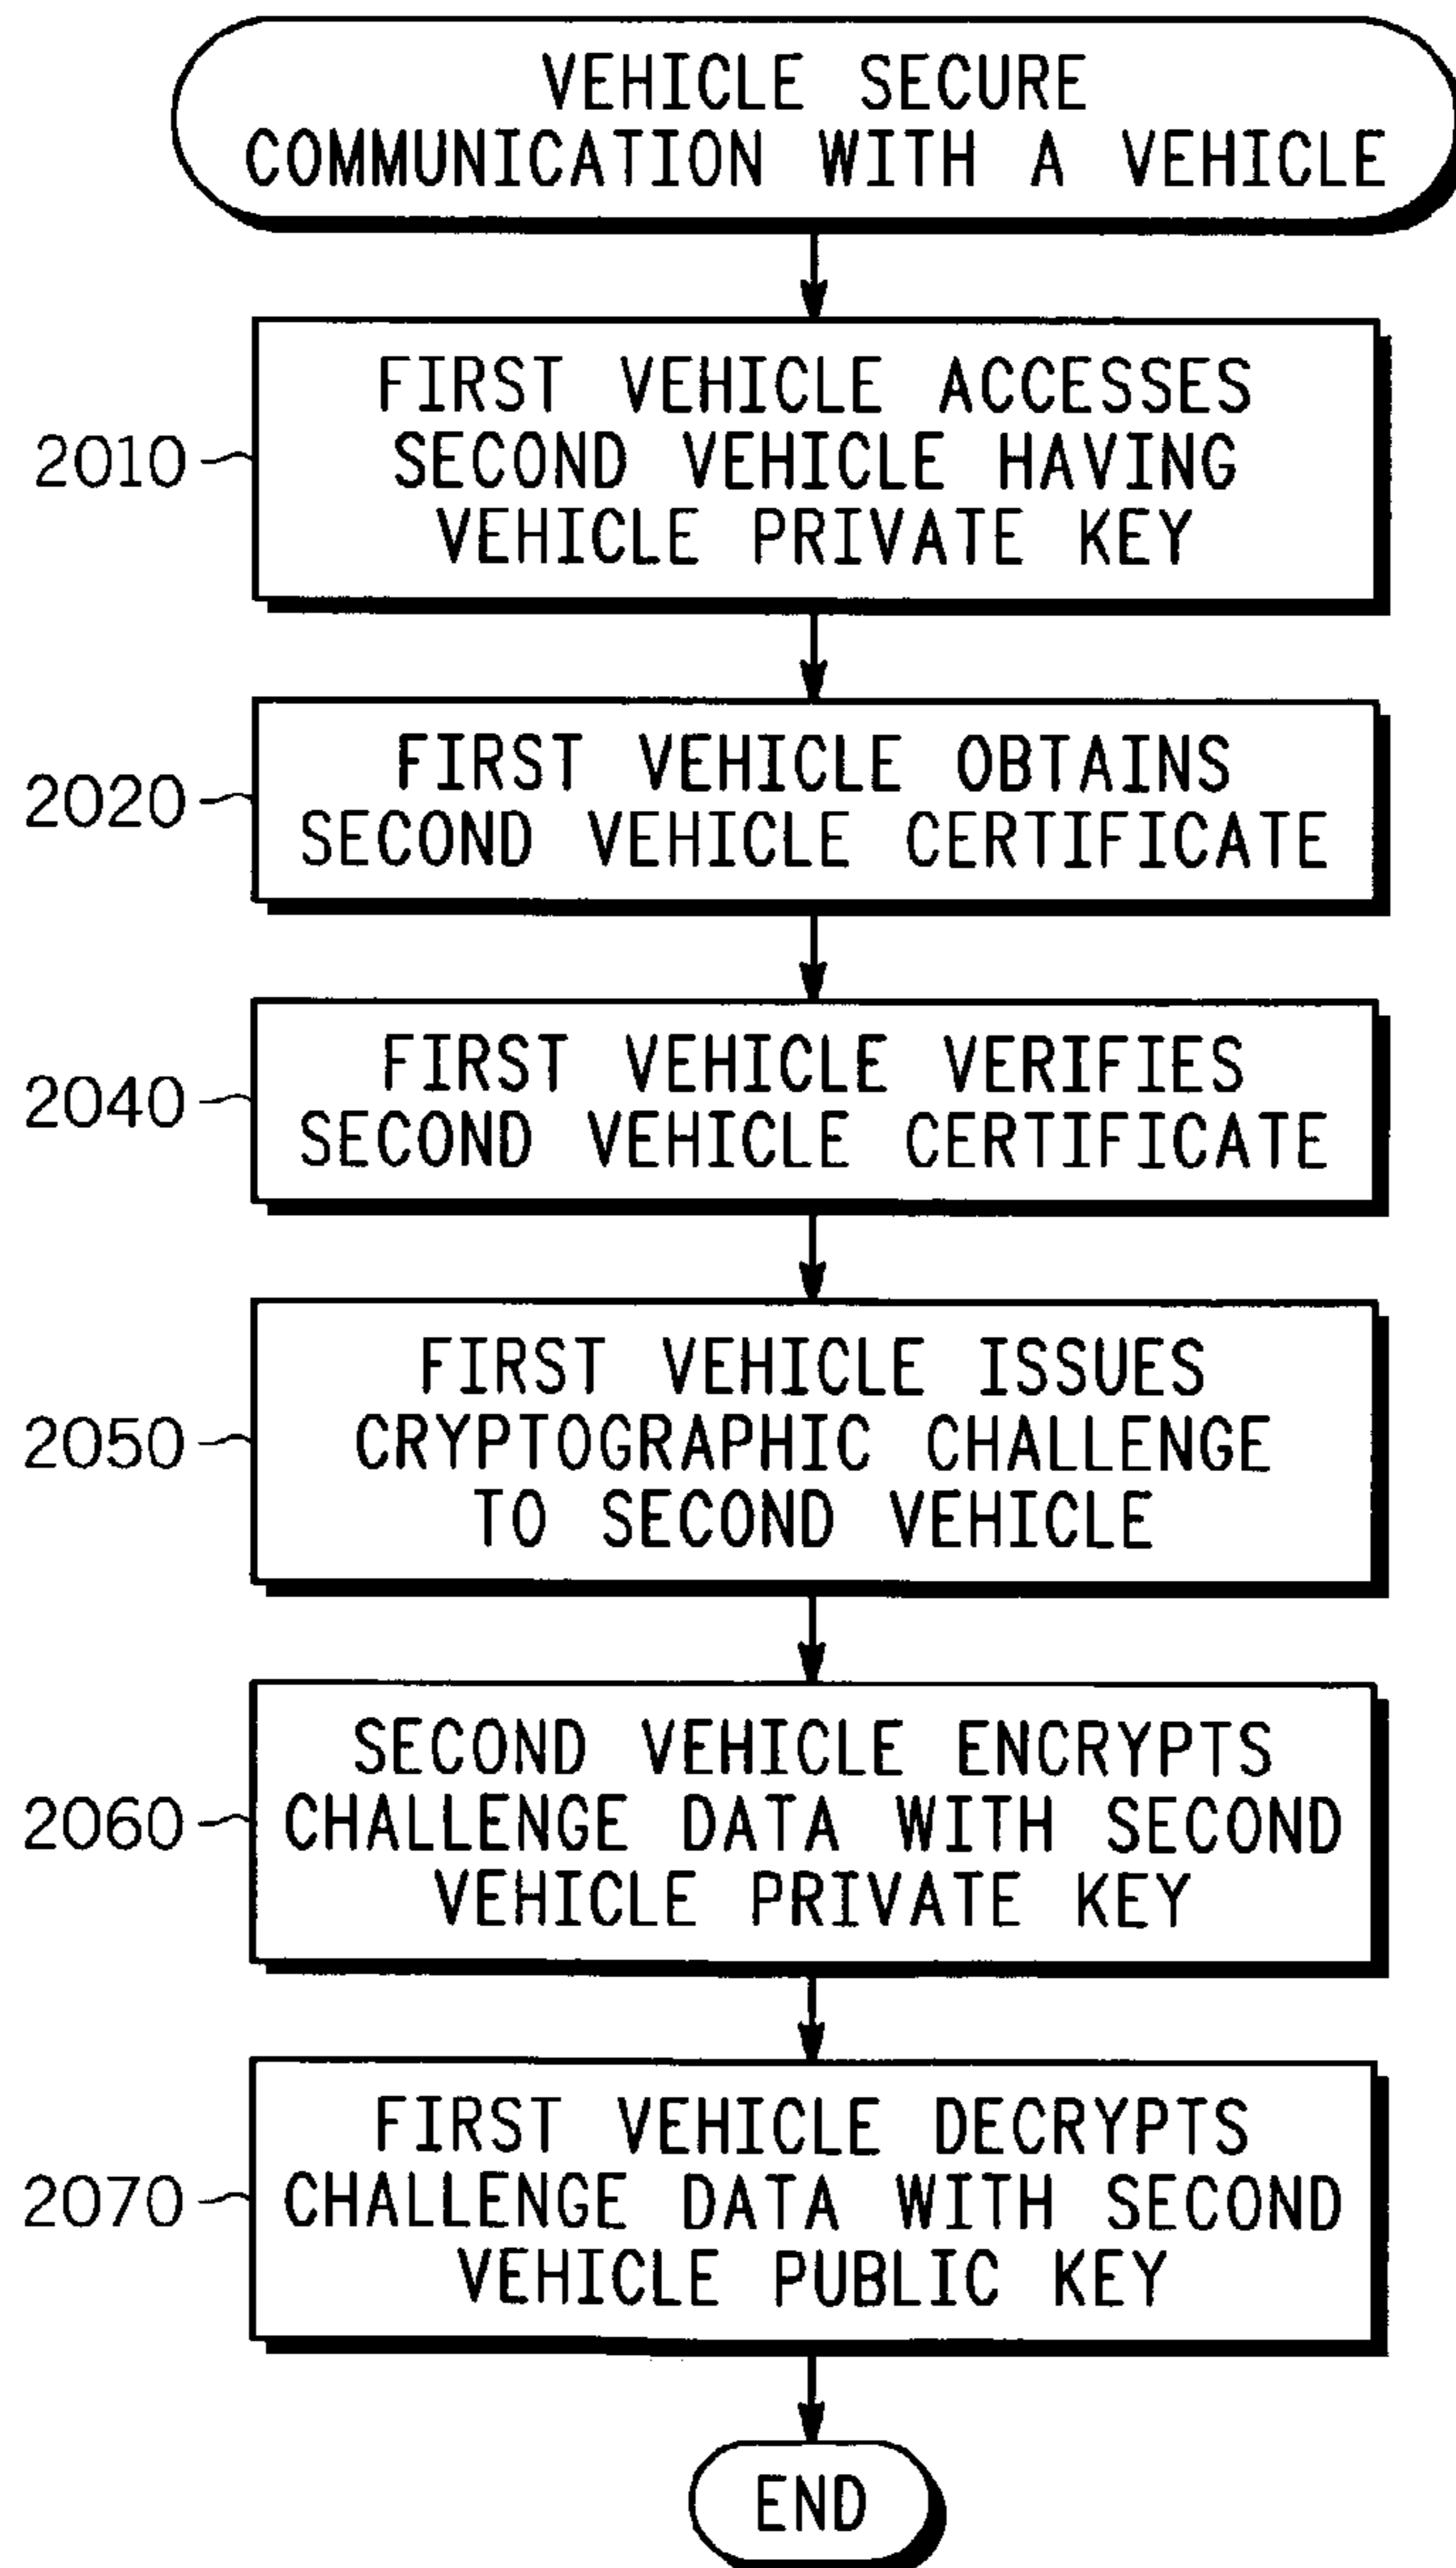 VEHICLE SECURE
COMMUNICATION WITH A VEHICLE
2010
FIRST VEHICLE ACCESSES
SECOND VEHICLE HAVING
VEHICLE PRIVATE KEY
2020
FIRST VEHICLE OBTAINS
SECOND VEHICLE CERTIFICATE
2040
FIRST VEHICLE VERIFIES
SECOND VEHICLE CERTIFICATE
2050
FIRST VEHICLE ISSUES
CRYPTOGRAPHIC CHALLENGE
TO SECOND VEHICLE
2060
SECOND VEHICLE ENCRYPTS
CHALLENGE DATA WITH SECOND
VEHICLE PRIVATE KEY
2070
FIRST VEHICLE DECRYPTS
CHALLENGE DATA WITH SECOND
VEHICLE PUBLIC KEY
END